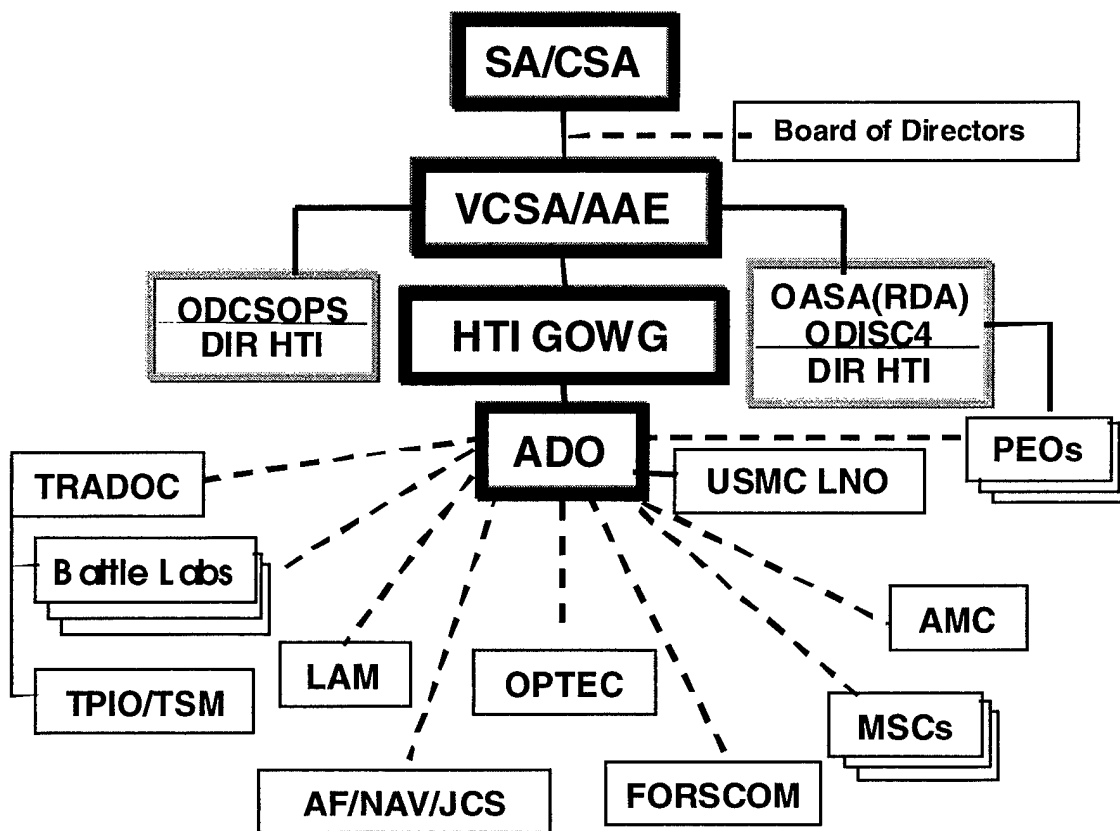 SA/CSA
Board of Directors
VCSA/AAE
ODCSOPS
DIR HTI
HTI GOWG
OASA(RDA)
ODISC4
DIR HTI
ADO
PEOs
TRADOC
USMC LNO
Battle Labs
AMC
LAM
OPTEC
TPIO/TSM
MSCs
AF/NAV/JCS
FORSCOM